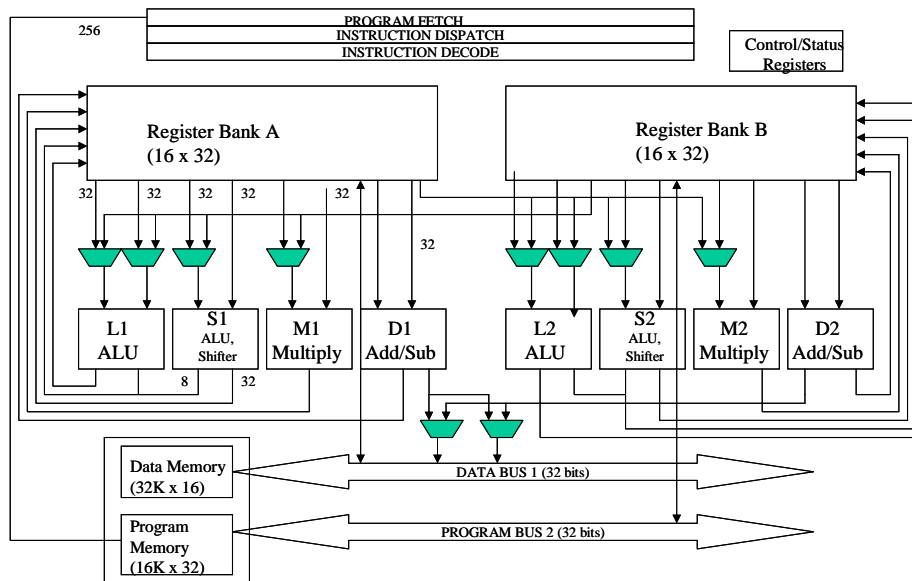 PROGRAM FETCH
256
INSTRUCTION DISPATCH
INSTRUCTION DECODE
Control/Status
Registers
Register Bank A
(16 x 32)
Register Bank B
(16 x 32)
32
32
32
32
32
32
L1
ALU
S1
ALU,
Shifter
M1
Multiply
D1
Add/Sub
L2
ALU
S2
ALU,
Shifter
M2
Multiply
D2
Add/Sub
8
32
Data Memory
(32K x 16)
DATA BUS 1 (32 bits)
Program
Memory
(16K x 32)
PROGRAM BUS 2 (32 bits)